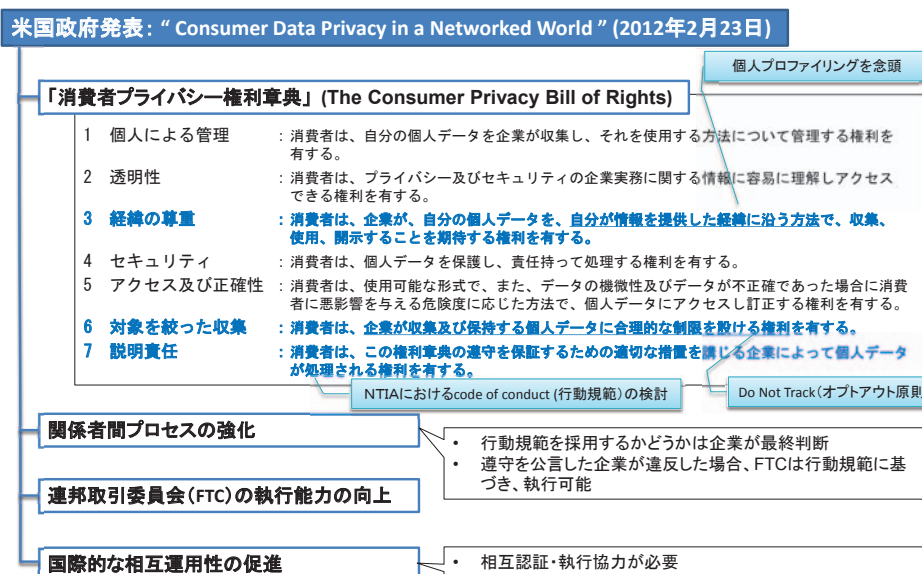 米国政府発表: “ Consumer Data Privacy in a Networked World ” (2012年2月23日)
個人プロファイリングを念頭
「消費者プライバシー権利章典」 (The Consumer Privacy Bill of Rights)
1 個人による管理 :消費者は、自分の個人データを企業が収集し、それを使用する方法について管理する権利を
有する。
2 透明性 :消費者は、プライバシー及びセキュリティの企業実務に関する情報に容易に理解しアクセス
できる権利を有する。
3 経緯の尊重 :消費者は、企業が、自分の個人データを、自分が情報を提供した経緯に沿う方法で、収集、
使用、開示することを期待する権利を有する。
4 セキュリティ :消費者は、個人データを保護し、責任持って処理する権利を有する。
5 アクセス及び正確性 :消費者は、使用可能な形式で、また、データの機微性及びデータが不正確であった場合に消費
者に悪影響を与える危険度に応じた方法で、個人データにアクセスし訂正する権利を有する。
6 対象を絞った収集 :消費者は、企業が収集及び保持する個人データに合理的な制限を設ける権利を有する。
7 説明責任 :消費者は、この権利章典の遵守を保証するための適切な措置を講じる企業によって個人データ
が処理される権利を有する。
NTIAにおけるcode of conduct (行動規範)の検討
Do Not Track(オプトアウト原則
関係者間プロセスの強化
• 行動規範を採用するかどうかは企業が最終判断
• 遵守を公言した企業が違反した場合、FTCは行動規範に基
づき、執行可能
連邦取引委員会(FTC)の執行能力の向上
国際的な相互運用性の促進
• 相互認証・執行協力が必要